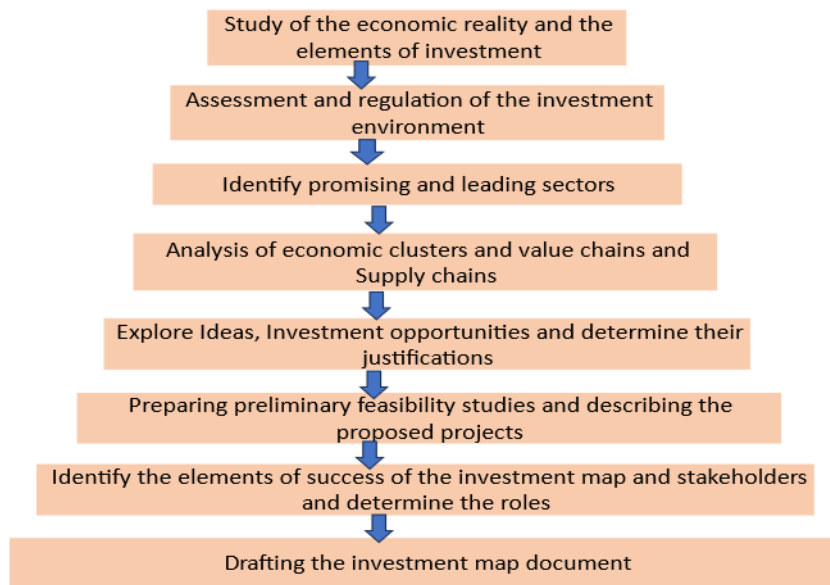 Study of the economic reality and the
elements of investment
Assessment and regulation of the investment
environment
Identify promising and leading sectors
Analysis of economic clusters and value chains and
Supply chains
Explore Ideas, Investment opportunities and determine their
justifications
Preparing preliminary feasibility studies and describing the
proposed projects
Identify the elements of success of the investment map and stakeholders
and determine the roles
Drafting the investment map document